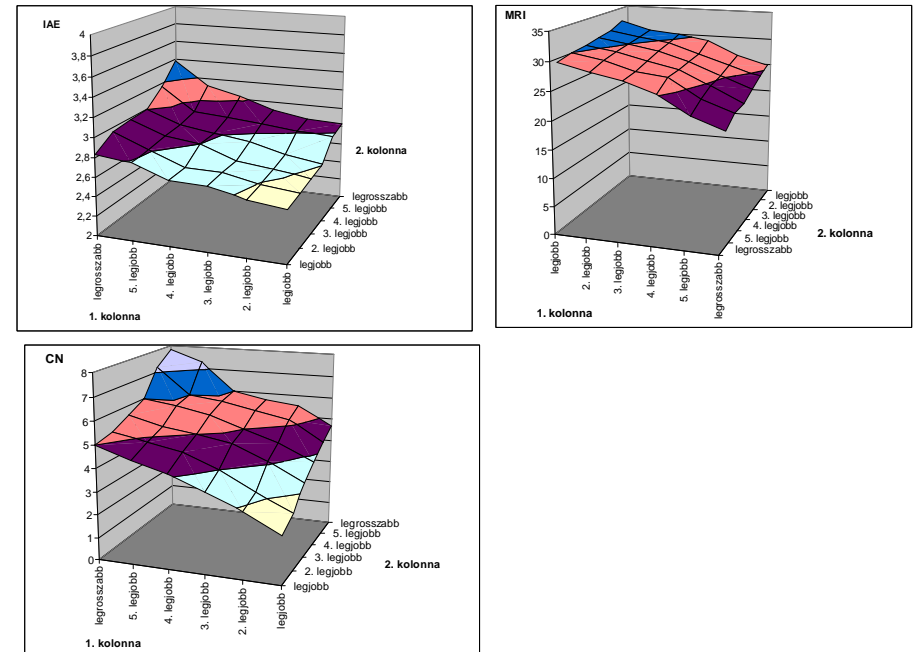 IAE
4
3,8
3,6
3,4
3,2
3
2,8
2,6
2,4
2,2
2
legrosszabb
5. legjobb
4. legjobb
3. legjobb
2. legjobb
legjobb
1. kolonna
legrosszabb
5. legjobb
4. legjobb
3. legjobb
2. legjobb
legjobb
2. kolonna
MRI
35
30
25
20
15
10
5
0
legjobb
2. legjobb
3. legjobb
4. legjobb
5. legjobb
legrosszabb
1. kolonna
legjobb
2. legjobb
3. legjobb
4. legjobb
5. legjobb
legrosszabb
2. kolonna
CN
8
7
6
5
4
3
2
1
0
legrosszabb
5. legjobb
4. legjobb
3. legjobb
2. legjobb
legjobb
1. kolonna
legrosszabb
5. legjobb
4. legjobb
3. legjobb
2. legjobb
legjobb
2. kolonna